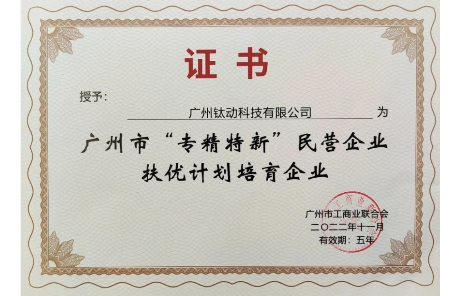 证书
授予：
广州钛动科技有限公司 为
广州市“专精特新”民营企业
扶优计划培育企业
广州市工商业联合会
二〇二二年十一月
有效期：五年